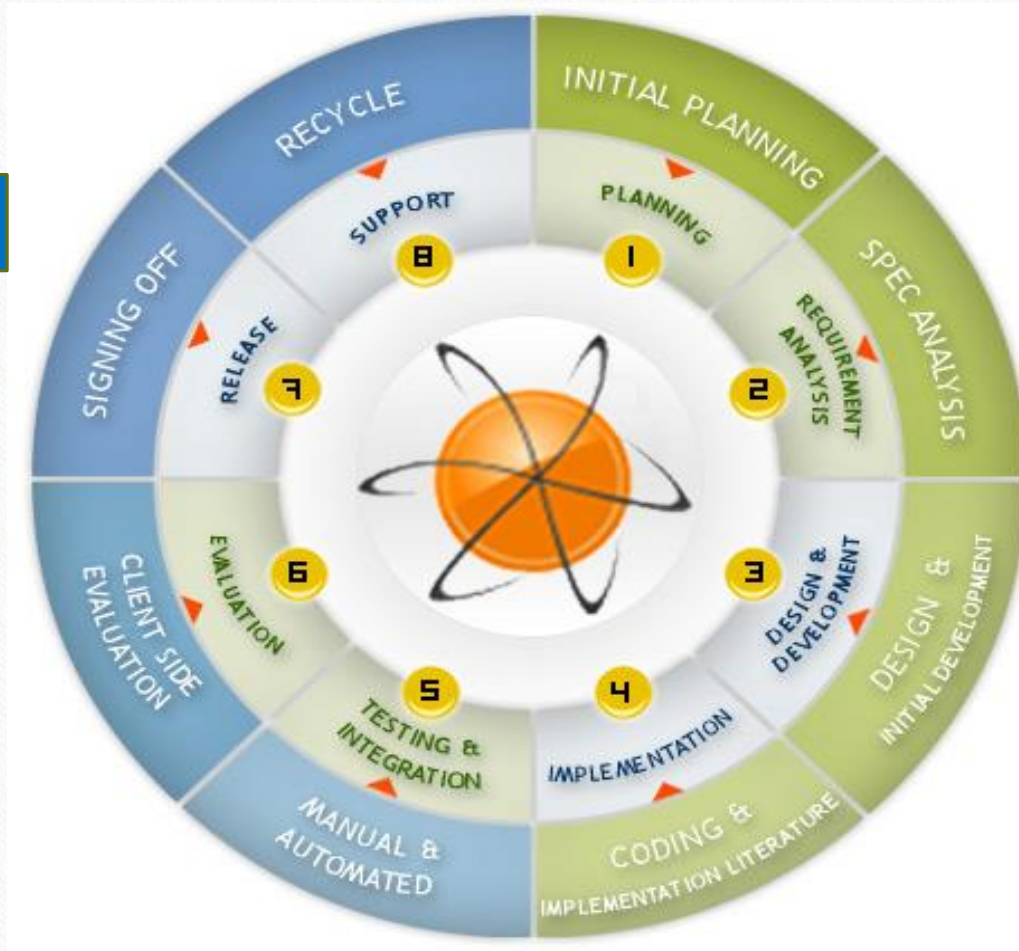 INITIAL PLANNING
PLANNING
1
SPEC ANALYSIS
REQUIREMENT
ANALYSIS
2
DESIGN &
INITIAL DEVELOPMENT
DESIGN &
DEVELOPMENT
3
CODING &
IMPLEMENTATION LITERATURE
IMPLEMENTATION
4
MANUAL &
AUTOMATED
TESTING &
INTEGRATION
5
CLIENT SIDE
EVALUATION
EVALUATION
6
SIGNING OFF
RELEASE
7
RECYCLE
SUPPORT
8